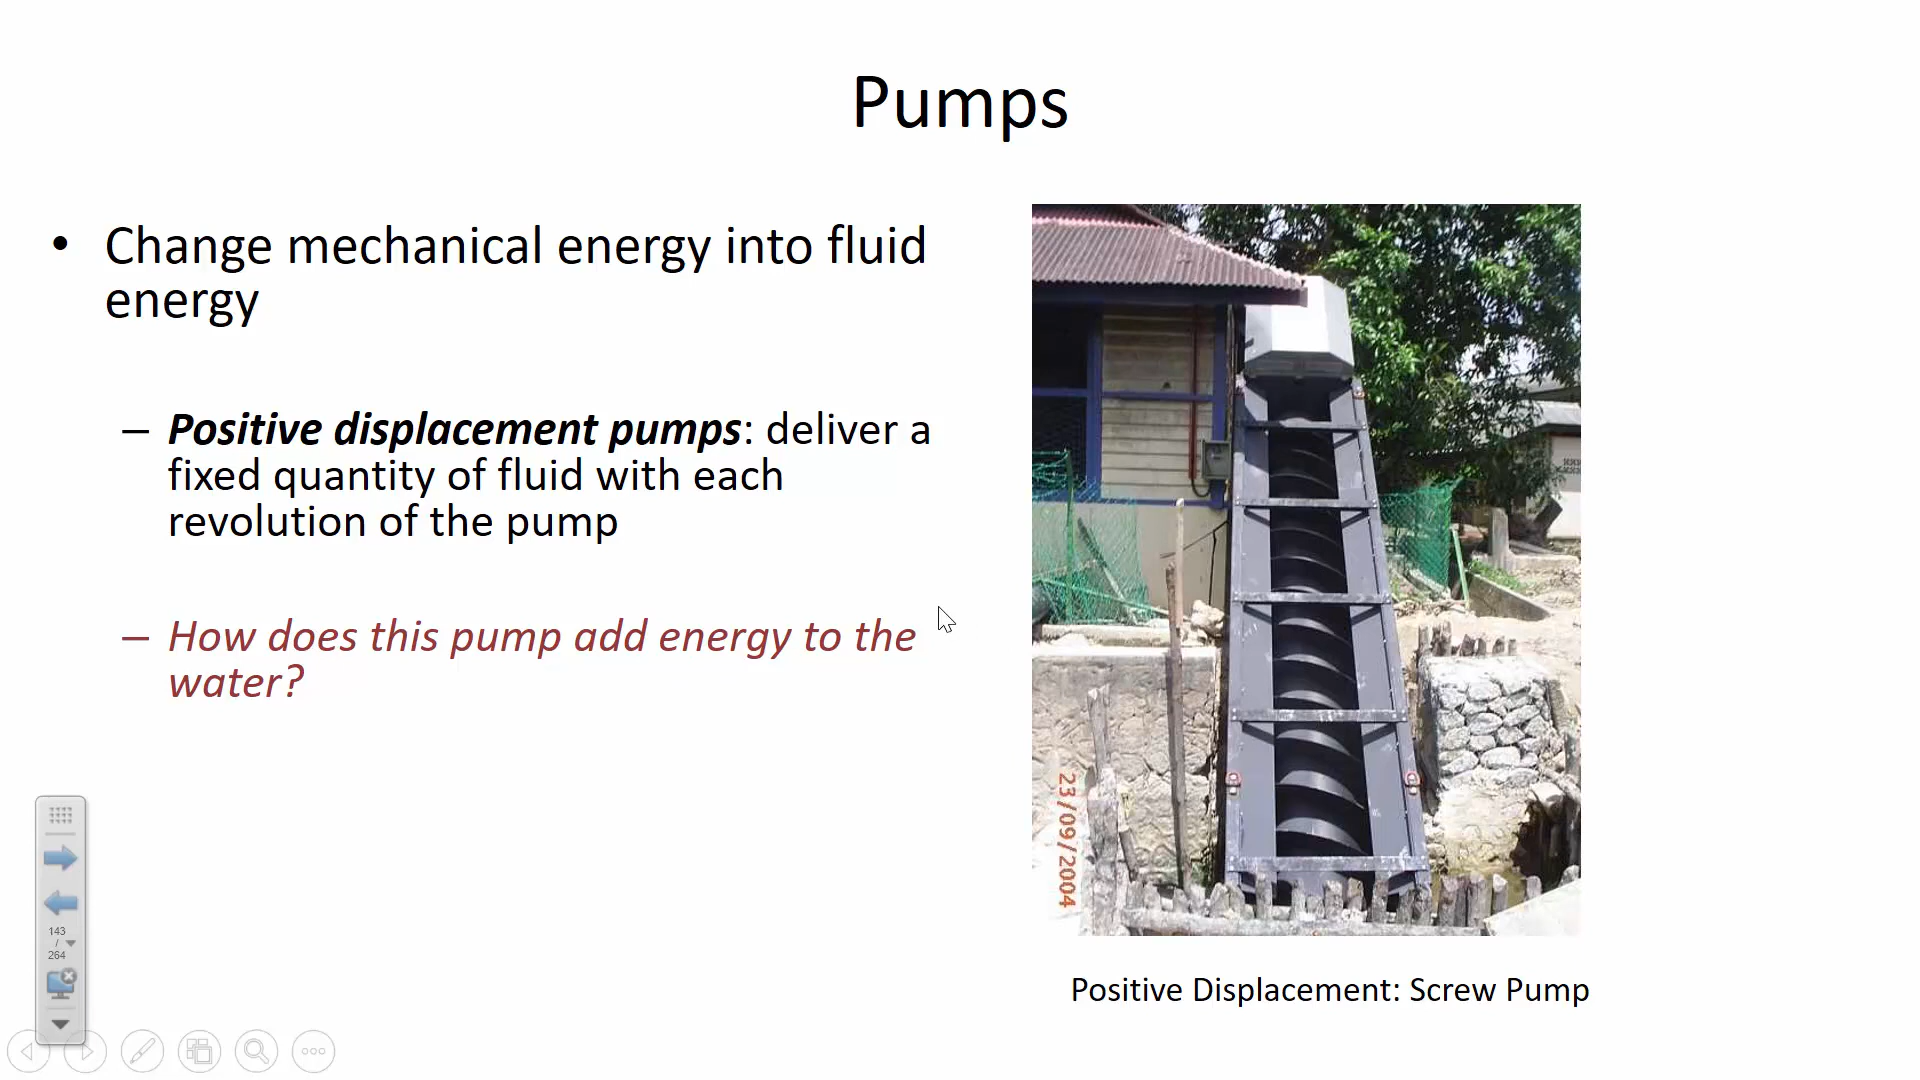 Pumps
• Change mechanical energy into fluid
energy
– Positive displacement pumps: deliver a
fixed quantity of fluid with each
revolution of the pump
– How does this pump add energy to the
water?
23/09/2004
Positive Displacement: Screw Pump
143
/
264